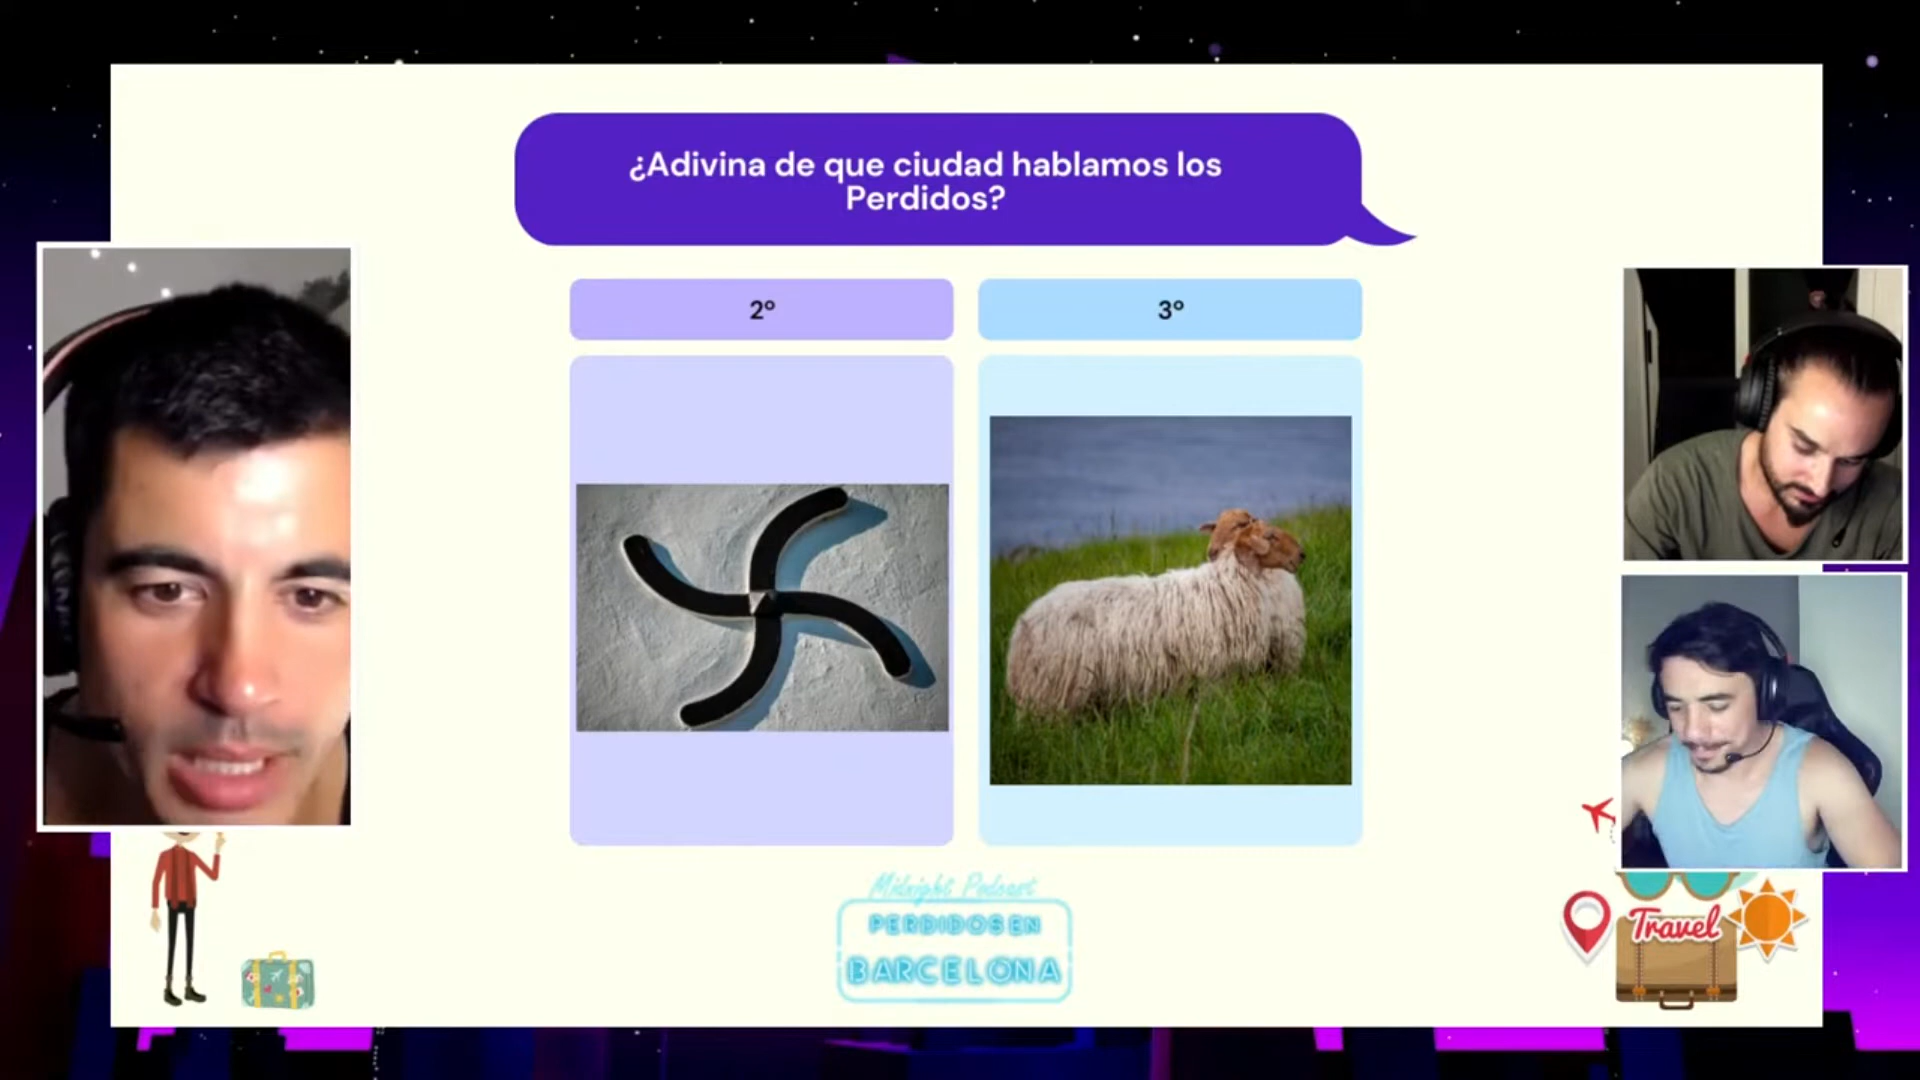 ¿Adivina de que ciudad hablamos los
Perdidos?
2º
3º
Midnight Podcast
PERDIDOS EN
BARCELONA
Travel